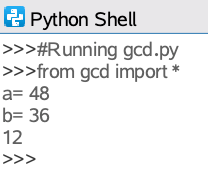 Python Shell
>>>#Running gcd.py
>>>from gcd import *
a= 48
b= 36
12
>>>